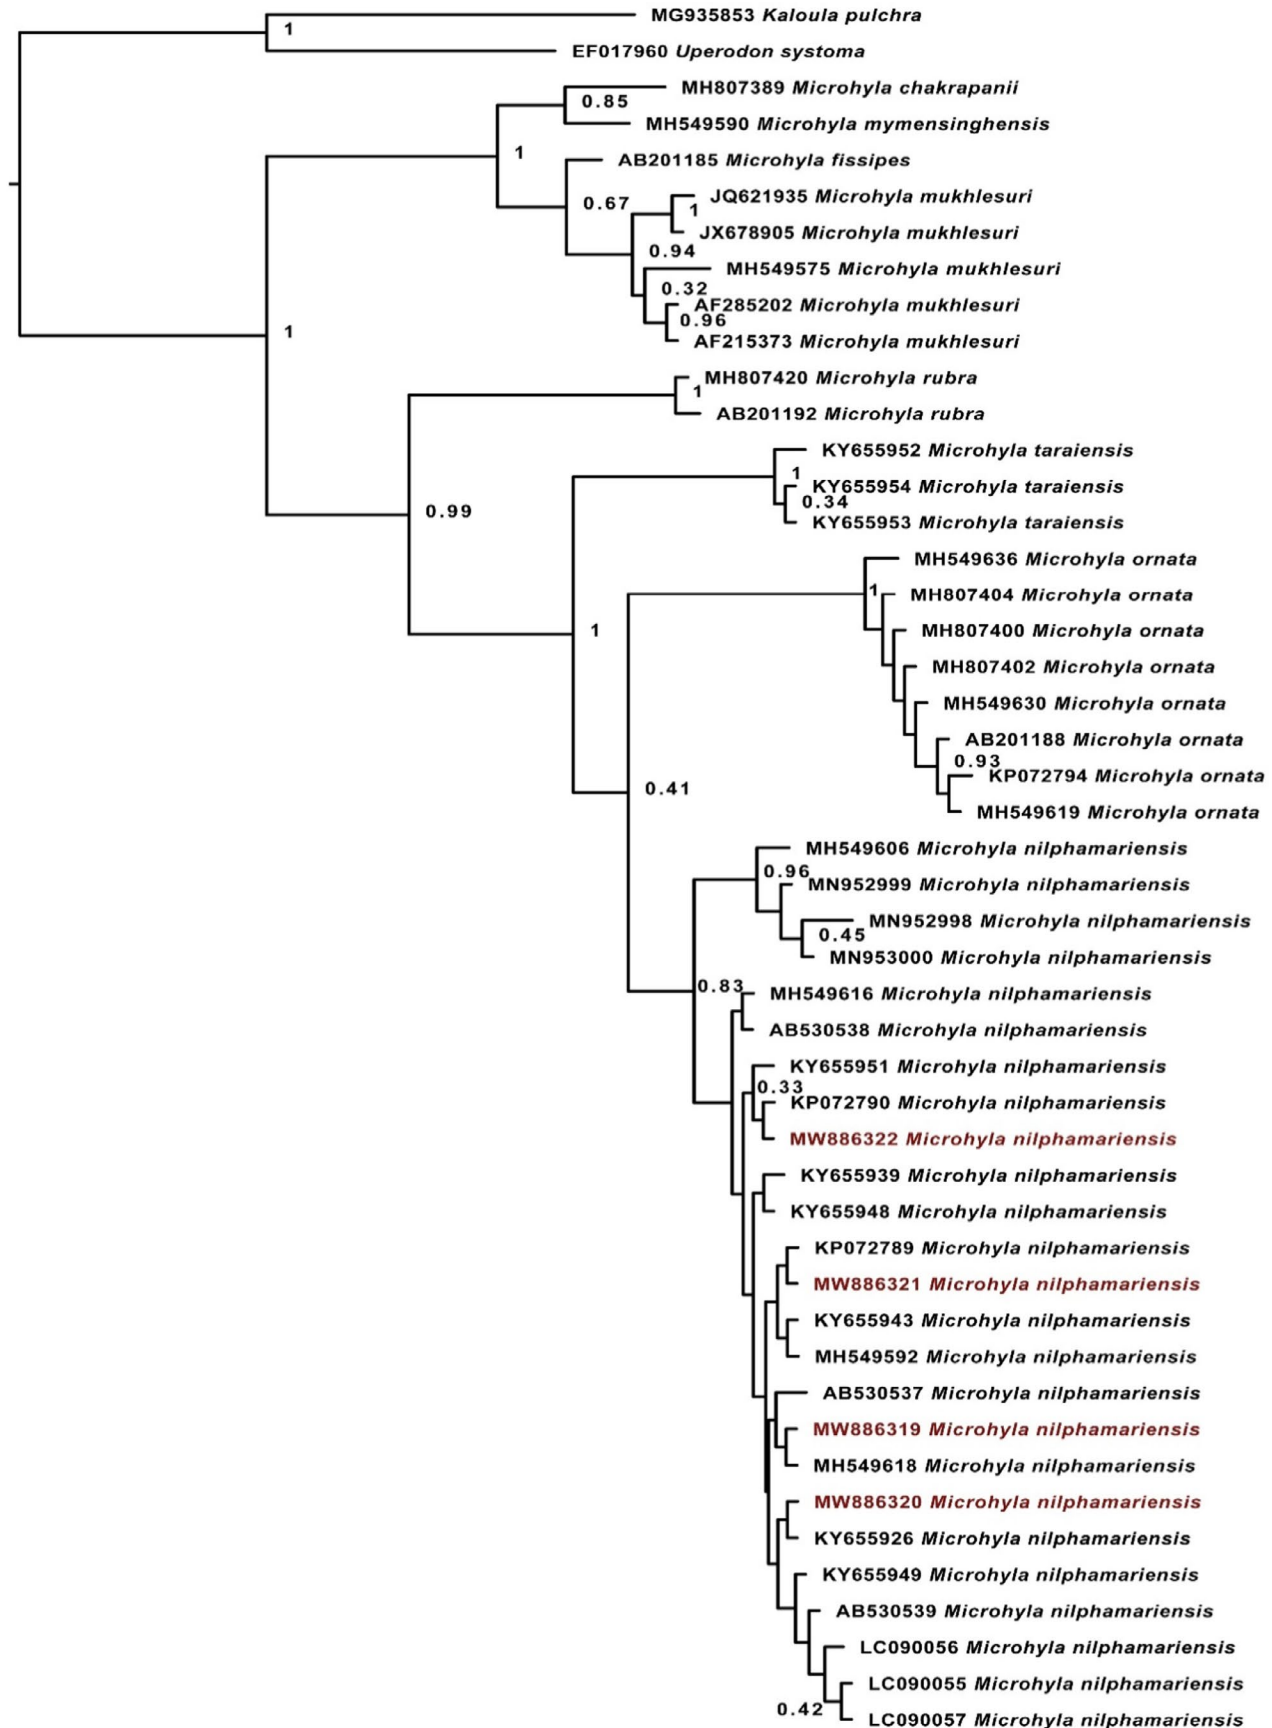 MG935853 Kaloula pulchra
1
EF017960 Uperodon systoma
MH807389 Microhyla chakrapanii
0.85
MH549590 Microhyla mymensinghensis
1
AB201185 Microhyla fissipes
JQ621935 Microhyla mukhlesuri
0.67
1
JX678905 Microhyla mukhlesuri
0.94
MH549575 Microhyla mukhlesuri
0.32
AF285202 Microhyla mukhlesuri
0.96
1
AF215373 Microhyla mukhlesuri
MH807420 Microhyla rubra
1
AB201192 Microhyla rubra
KY655952 Microhyla taraiensis
1
KY655954 Microhyla taraiensis
0.34
0.99
KY655953 Microhyla taraiensis
MH549636 Microhyla ornata
1
MH807404 Microhyla ornata
1
MH807400 Microhyla ornata
MH807402 Microhyla ornata
MH549630 Microhyla ornata
AB201188 Microhyla ornata
0.93
KP072794 Microhyla ornata
0.41
MH549619 Microhyla ornata
MH549606 Microhyla nilphamariensis
0.96
MN952999 Microhyla nilphamariensis
MN952998 Microhyla nilphamariensis
0.45
MN953000 Microhyla nilphamariensis
0.83
MH549616 Microhyla nilphamariensis
AB530538 Microhyla nilphamariensis
KY655951 Microhyla nilphamariensis
0.33
KP072790 Microhyla nilphamariensis
MW886322 Microhyla nilphamariensis
KY655939 Microhyla nilphamariensis
KY655948 Microhyla nilphamariensis
KP072789 Microhyla nilphamariensis
MW886321 Microhyla nilphamariensis
KY655943 Microhyla nilphamariensis
MH549592 Microhyla nilphamariensis
AB530537 Microhyla nilphamariensis
MW886319 Microhyla nilphamariensis
MH549618 Microhyla nilphamariensis
MW886320 Microhyla nilphamariensis
KY655926 Microhyla nilphamariensis
KY655949 Microhyla nilphamariensis
AB530539 Microhyla nilphamariensis
LC090056 Microhyla nilphamariensis
LC090055 Microhyla nilphamariensis
0.42
LC090057 Microhyla nilphamariensis